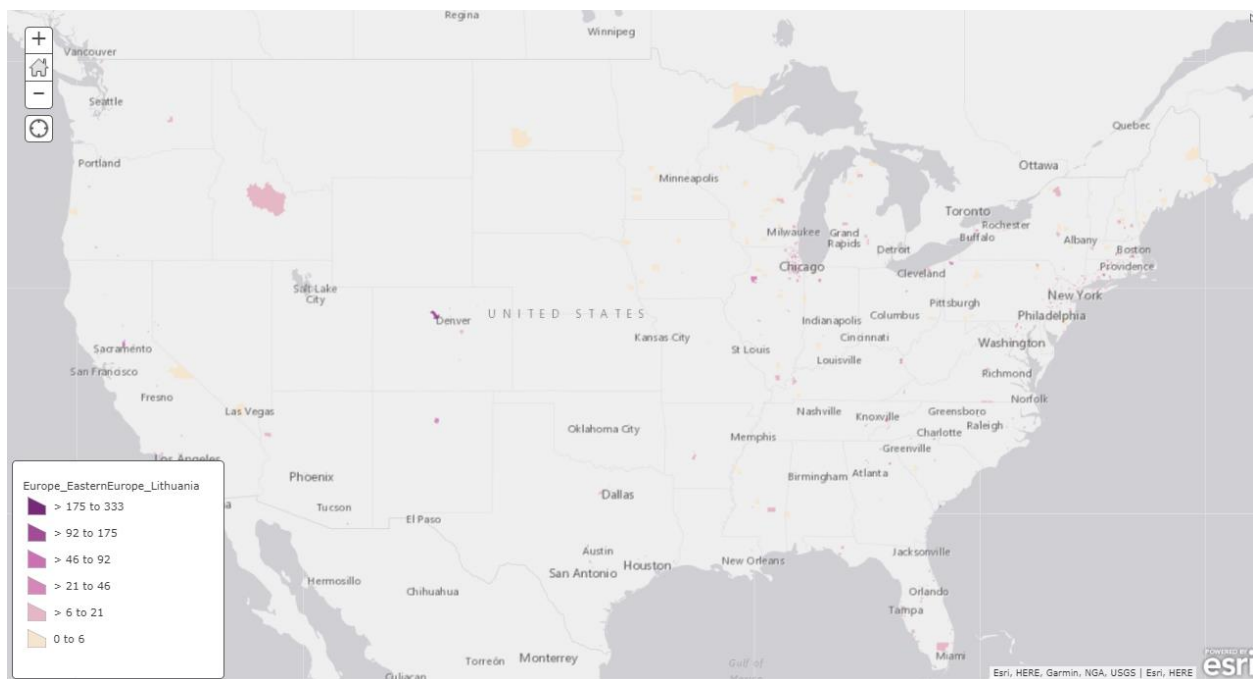 Regina
Winnipeg
+
Vancouver
−
Seattle
Quebec
Portland
Ottawa
Minneapolis
Toronto
Rochester
Milwaukee
Grand
Rapids
Buffalo
Albany
Detroit
Boston
Chicago
Cleveland
Providence
Salt Lake
City
New York
Pittsburgh
Denver
UNITED STATES
Indianapolis
Columbus
Philadelphia
Kansas City
Cincinnati
Washington
Sacramento
St Louis
Louisville
San Francisco
Richmond
Fresno
Norfolk
Las Vegas
Nashville
Knoxville
Greensboro
Oklahoma City
Raleigh
Memphis
Charlotte
Greenville
Los Angeles
Phoenix
Birmingham
Atlanta
Dallas
Tucson
El Paso
Austin
Jacksonville
Houston
New Orleans
San Antonio
Hermosillo
Chihuahua
Orlando
Tampa
Miami
Torreón
Monterrey
Gulf of
Culiacan
Europe_EasternEurope_Lithuania
> 175 to 333
> 92 to 175
> 46 to 92
> 21 to 46
> 6 to 21
0 to 6
POWERED BY
esri
Esri, HERE, Garmin, NGA, USGS | Esri, HERE